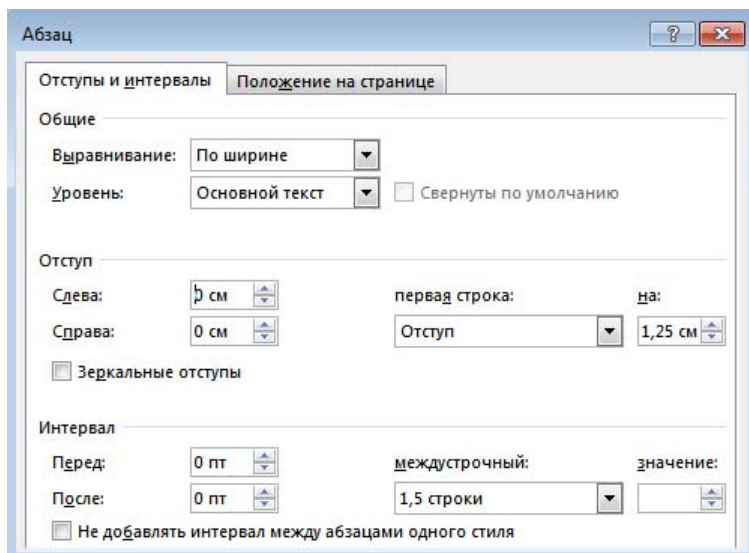 Абзац
Отступы и интервалы Положение на странице
Общие
Выравнивание: По ширине
Уровень: Основной текст Свернуты по умолчанию
Отступ
Слева: 0 см первая строка: на:
Справа: 0 см Отступ 1,25 см
Зеркальные отступы
Интервал
Перед: 0 пт междустрочный: значение:
После: 0 пт 1,5 строки
Не добавлять интервал между абзацами одного стиля